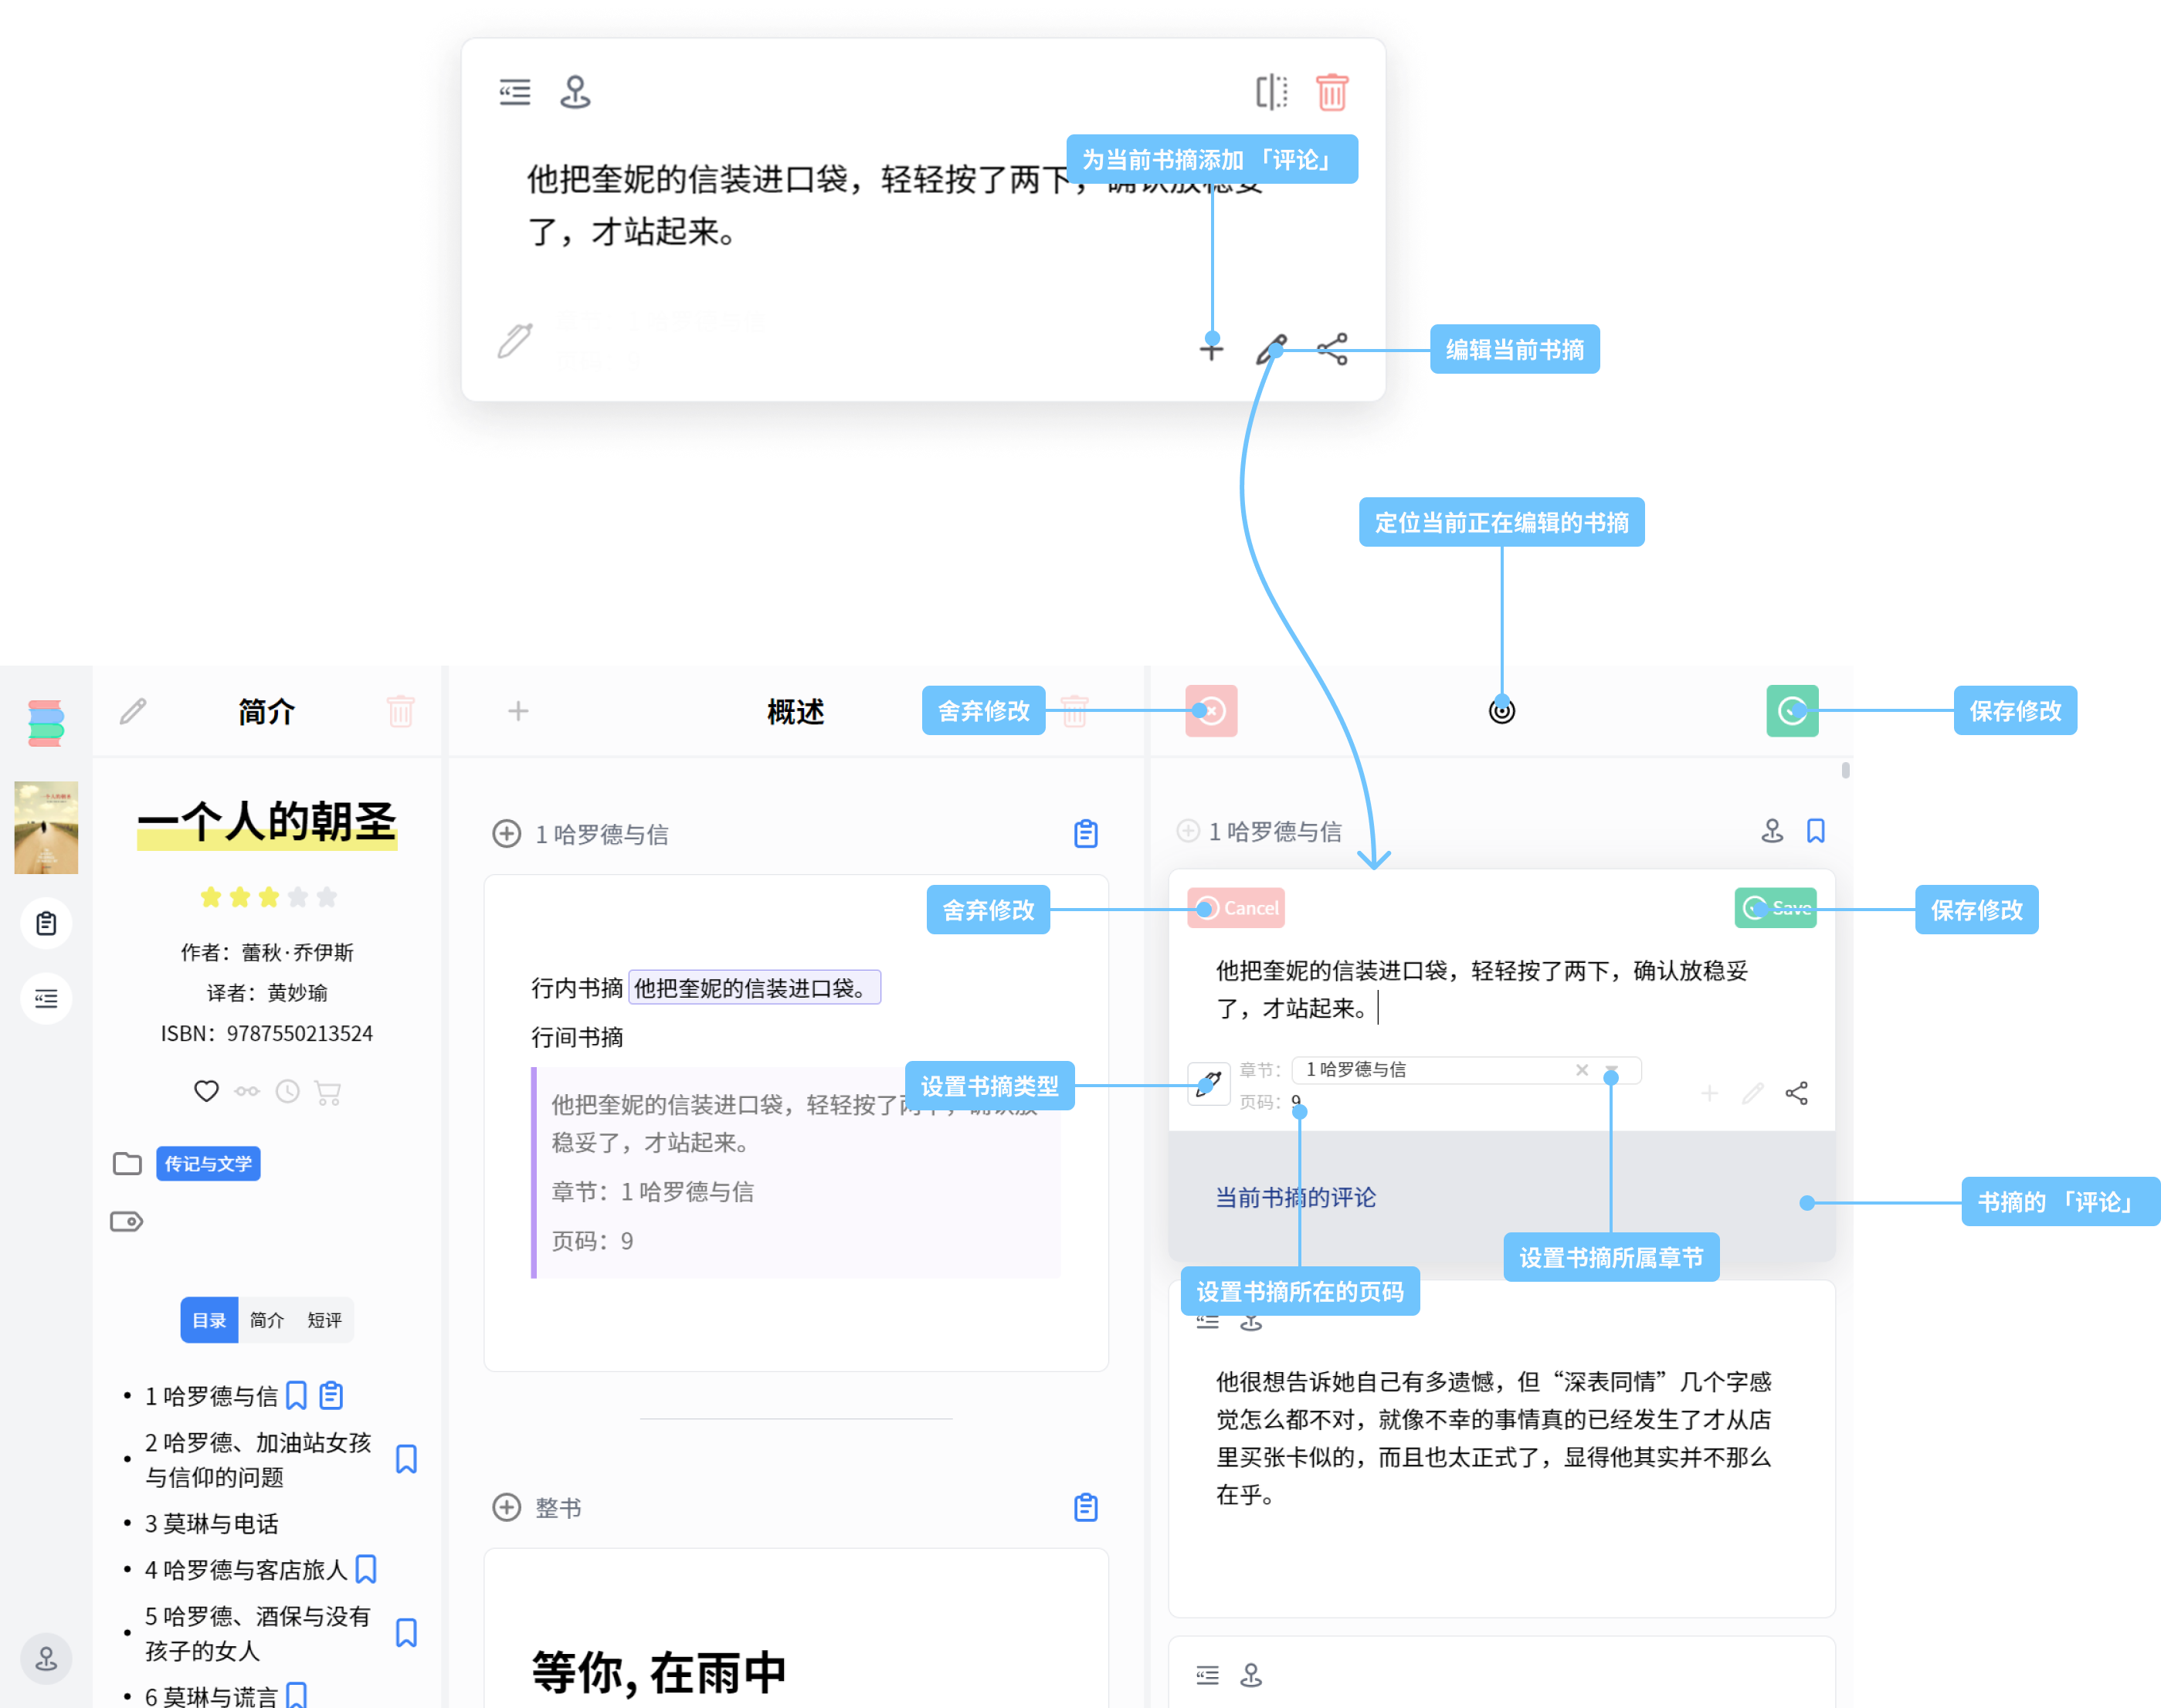 为当前书摘添加「评论」
他把奎妮的信装进口袋，轻轻按了两下，确认放稳妥
了，才站起来。
编辑当前书摘
定位当前正在编辑的书摘
简介
概述
舍弃修改
保存修改
一个人的朝圣
作者：蕾秋·乔伊斯
译者：黄妙瑜
ISBN：9787550213524
传记与文学
目录 简介 短评
• 1 哈罗德与信
• 2 哈罗德、加油站女孩
与信仰的问题
• 3 莫琳与电话
• 4 哈罗德与客店旅人
• 5 哈罗德、酒保与没有
孩子的女人
• 6 莫琳与谎言
1 哈罗德与信
行内书摘 他把奎妮的信装进口袋。
行间书摘
他把奎妮的信装进口袋，轻轻按了两下，确认放
稳妥了，才站起来。
章节：1 哈罗德与信
页码：9
整书
等你，在雨中
1 哈罗德与信
舍弃修改
Cancel
Save
保存修改
他把奎妮的信装进口袋，轻轻按了两下，确认放稳妥
了，才站起来。
设置书摘类型
章节：1 哈罗德与信
页码：9
当前书摘的评论
书摘的「评论」
设置书摘所属章节
设置书摘所在的页码
他很想告诉她自己有多遗憾，但“深表同情”几个字感
觉怎么都不对，就像不幸的事情真的已经发生了才从店
里买张卡似的，而且也太正式了，显得他其实并不那么
在乎。